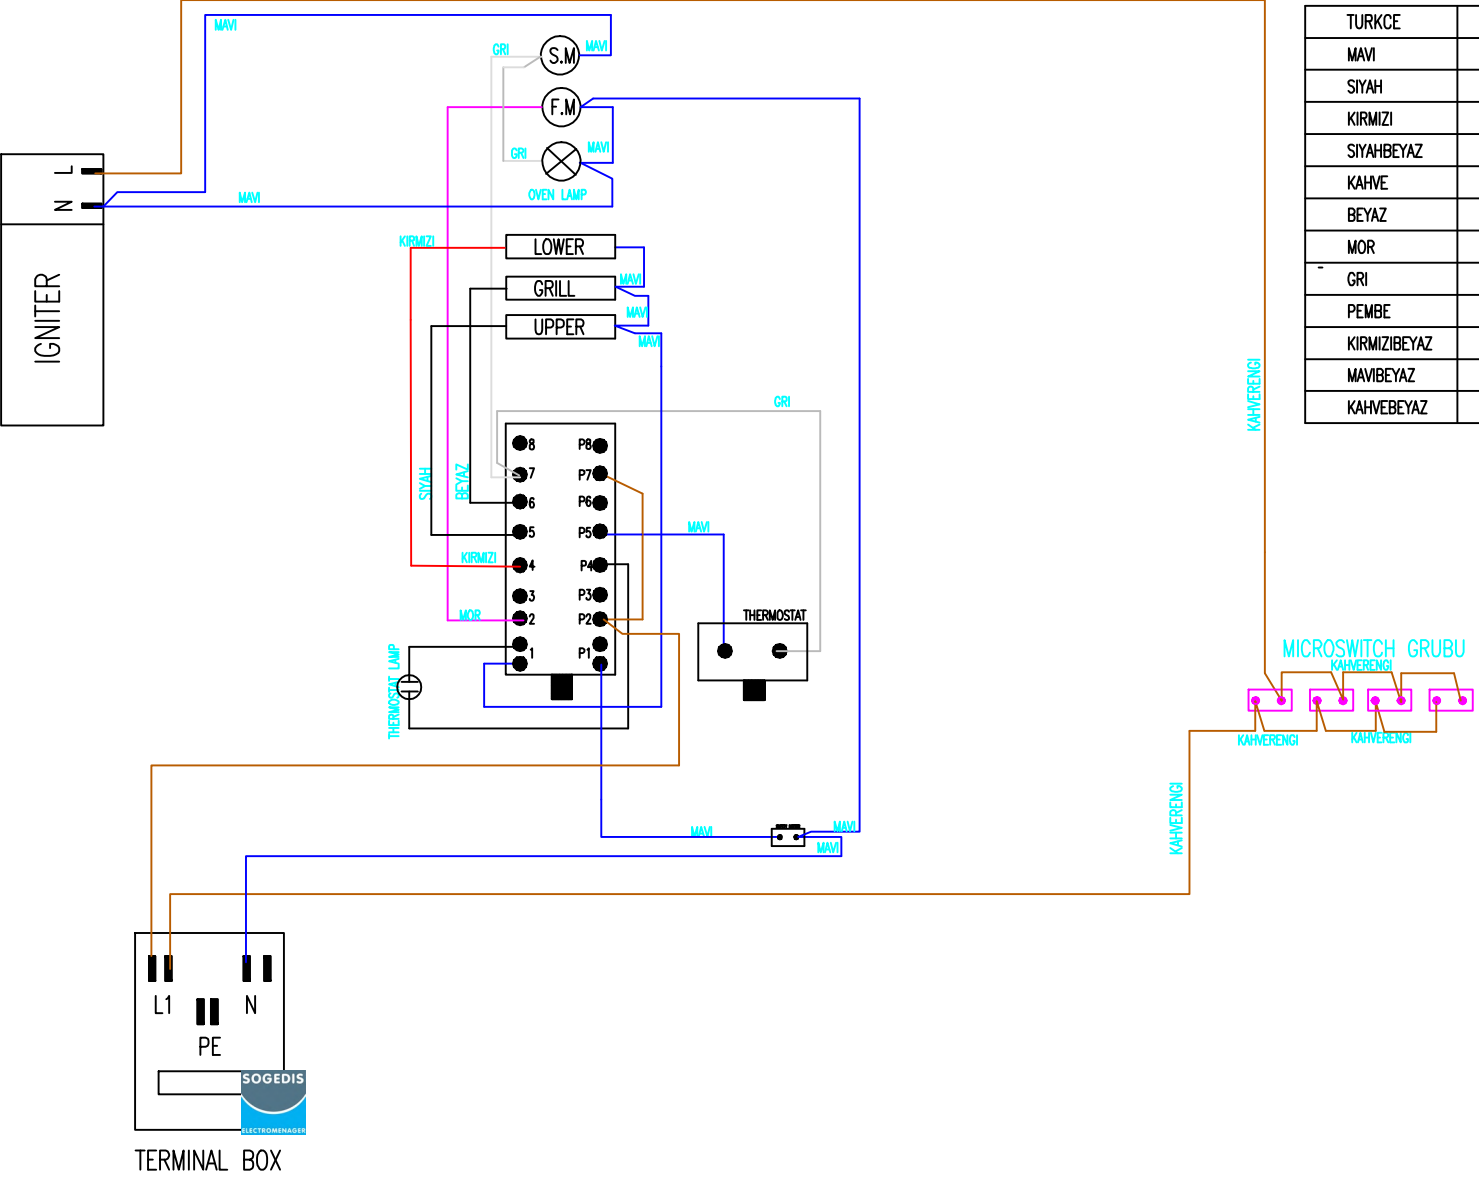 MAVI
GRI
S.M
MAVI
F.M
MAVI
GRI
OVEN LAMP
MAVI
L
N
IGNITER
KIRMIZI
LOWER
MAVI
GRILL
MAVI
UPPER
MAVI
GRI
SIYAH
BEYAZ
8 P8
7 P7
6 P6
5 P5
MAVI
KIRMIZI
4 P4
3 P3
MOR
2 P2
1 P1
THERMOSTAT
THERMOSTAT LAMP
MAVI
MAVI
MAVI
KAHVERENGI
MICROSWITCH GRUBU
KAHVERENGI
KAHVERENGI
KAHVERENGI
KAHVERENGI
TURKCE
MAVI
SIYAH
KIRMIZI
SIYAHBEYAZ
KAHVE
BEYAZ
MOR
GRI
PEMBE
KIRMIZIBEYAZ
MAVIBEYAZ
KAHVEBEYAZ
L1
N
PE
SOGEDIS
ELECTROMENAGER
TERMINAL BOX